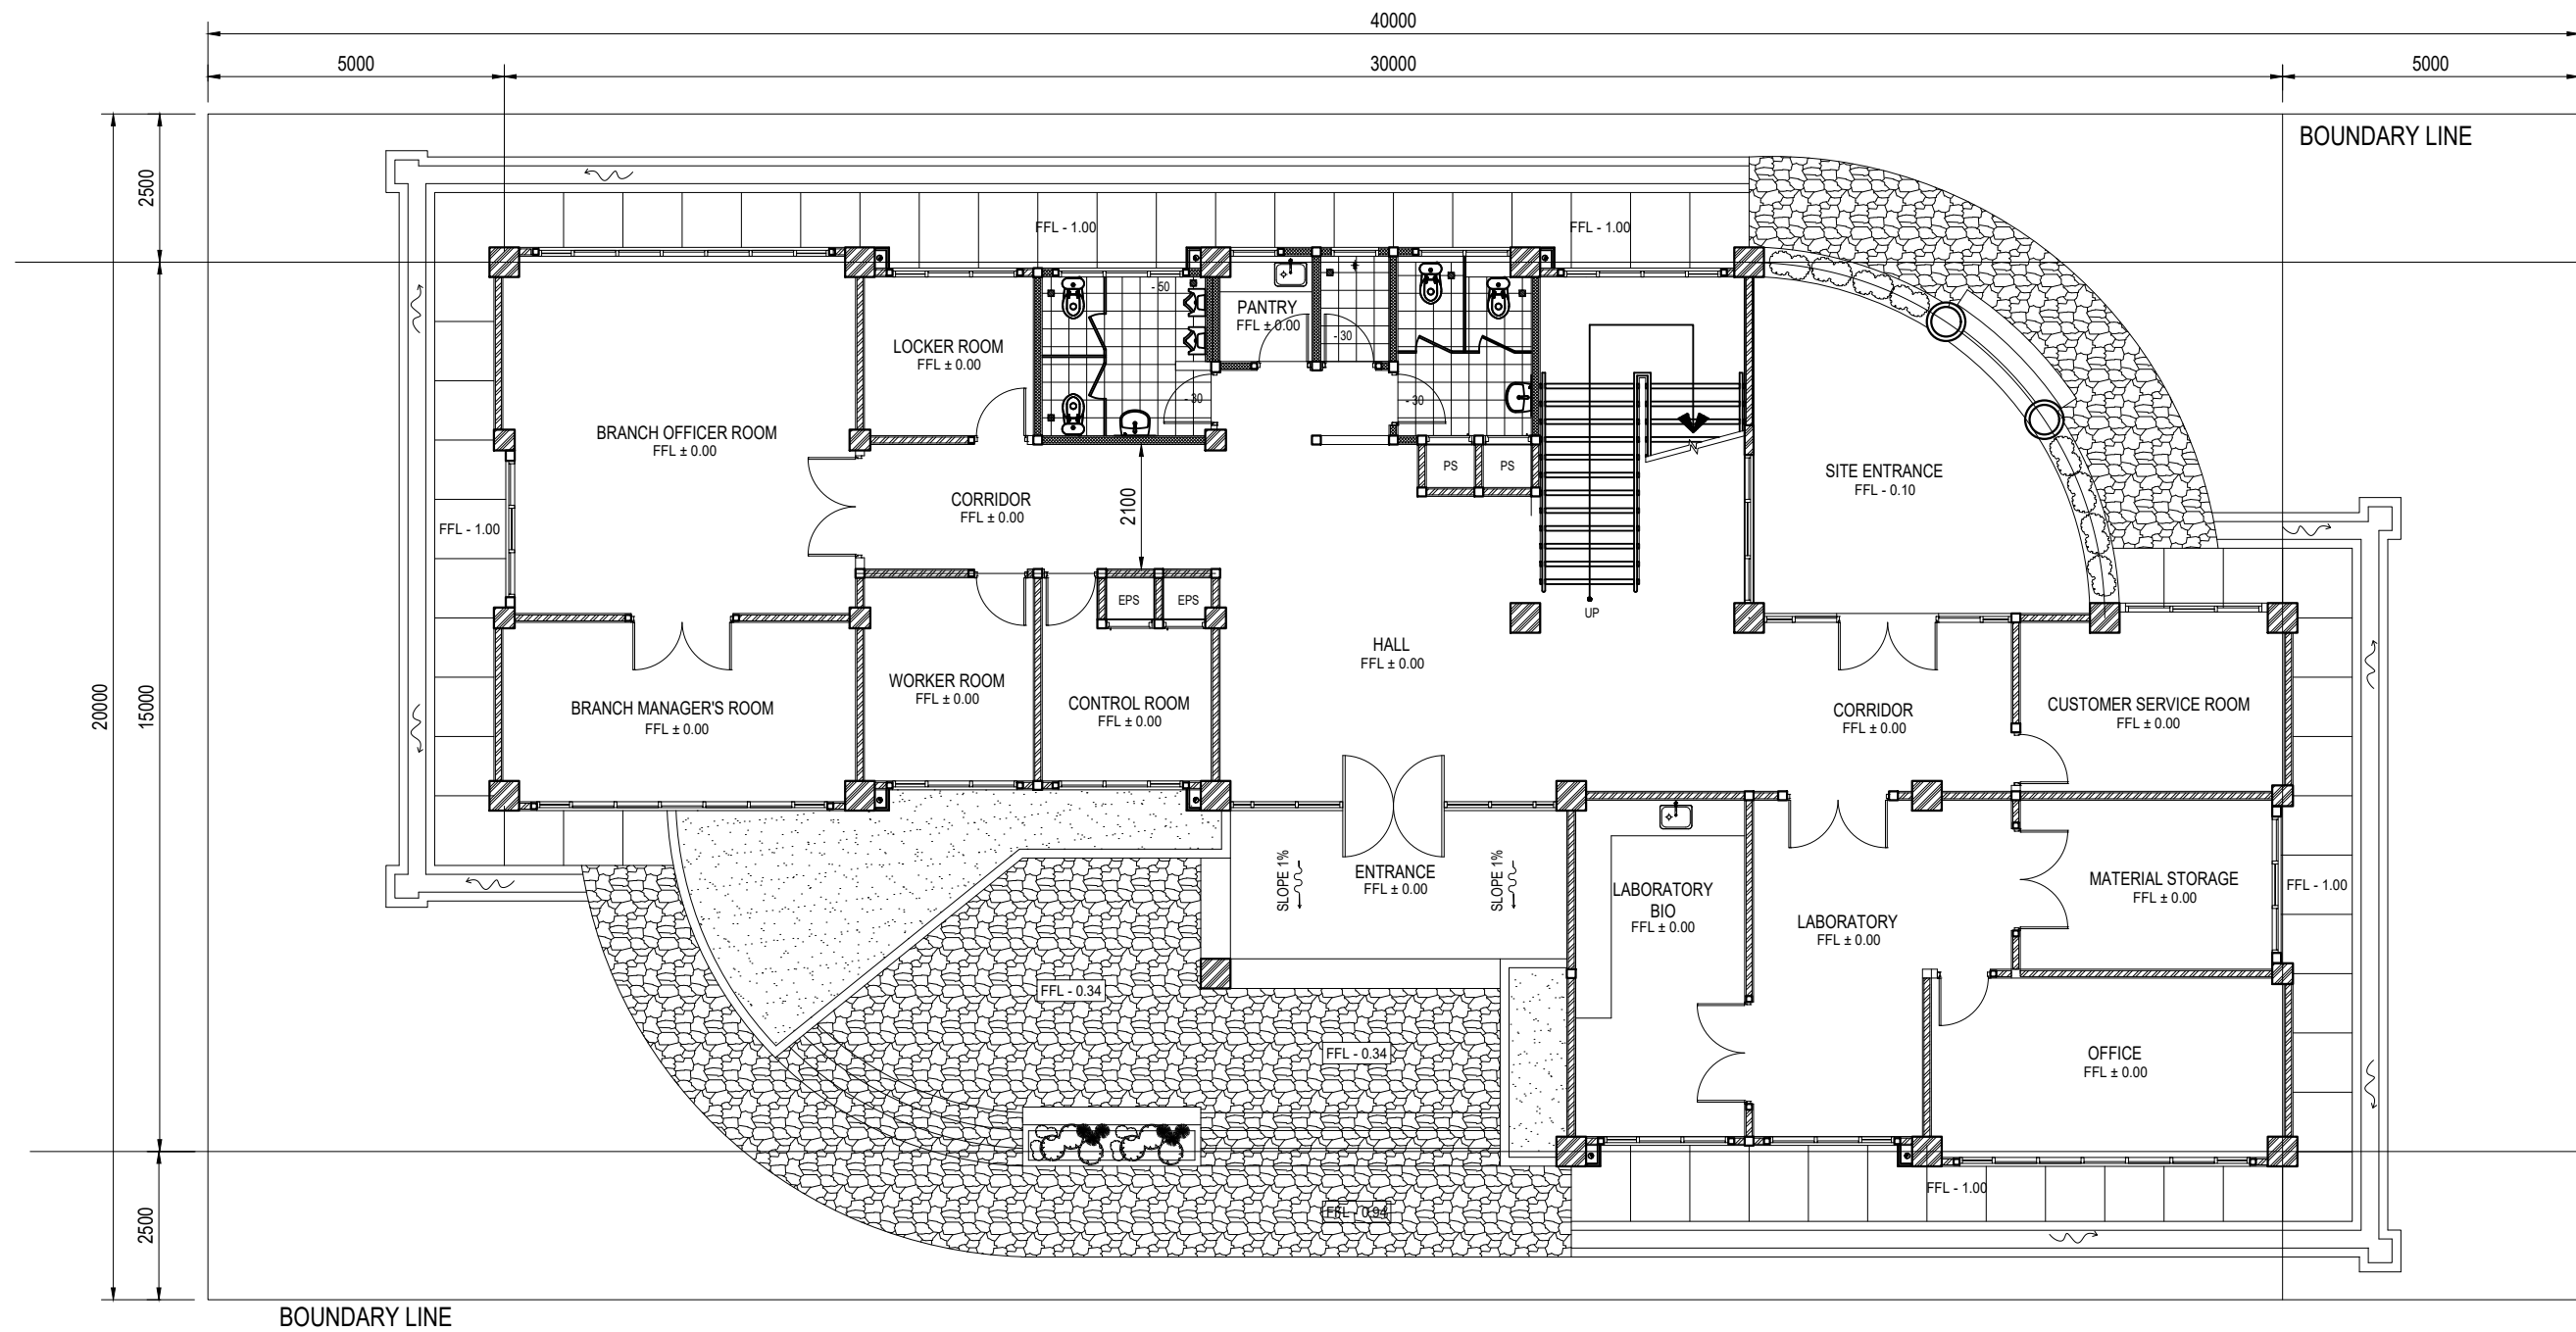 40000
5000
30000
5000
BOUNDARY LINE
2500
FFL - 1.00
FFL - 1.00
- 50
PANTRY
FFL ± 0.00
- 30
LOCKER ROOM
FFL ± 0.00
- 30
- 30
BRANCH OFFICER ROOM
FFL ± 0.00
PS
PS
SITE ENTRANCE
FFL - 0.10
CORRIDOR
FFL ± 0.00
2100
FFL - 1.00
EPS
EPS
UP
HALL
FFL ± 0.00
20000
15000
WORKER ROOM
FFL ± 0.00
CONTROL ROOM
FFL ± 0.00
BRANCH MANAGER'S ROOM
FFL ± 0.00
CORRIDOR
FFL ± 0.00
CUSTOMER SERVICE ROOM
FFL ± 0.00
SLOPE 1%
ENTRANCE
FFL ± 0.00
SLOPE 1%
LABORATORY
BIO
FFL ± 0.00
LABORATORY
FFL ± 0.00
MATERIAL STORAGE
FFL ± 0.00
FFL - 1.00
FFL - 0.34
FFL - 0.34
OFFICE
FFL ± 0.00
FFL - 1.00
FFL - 0.94
2500
BOUNDARY LINE